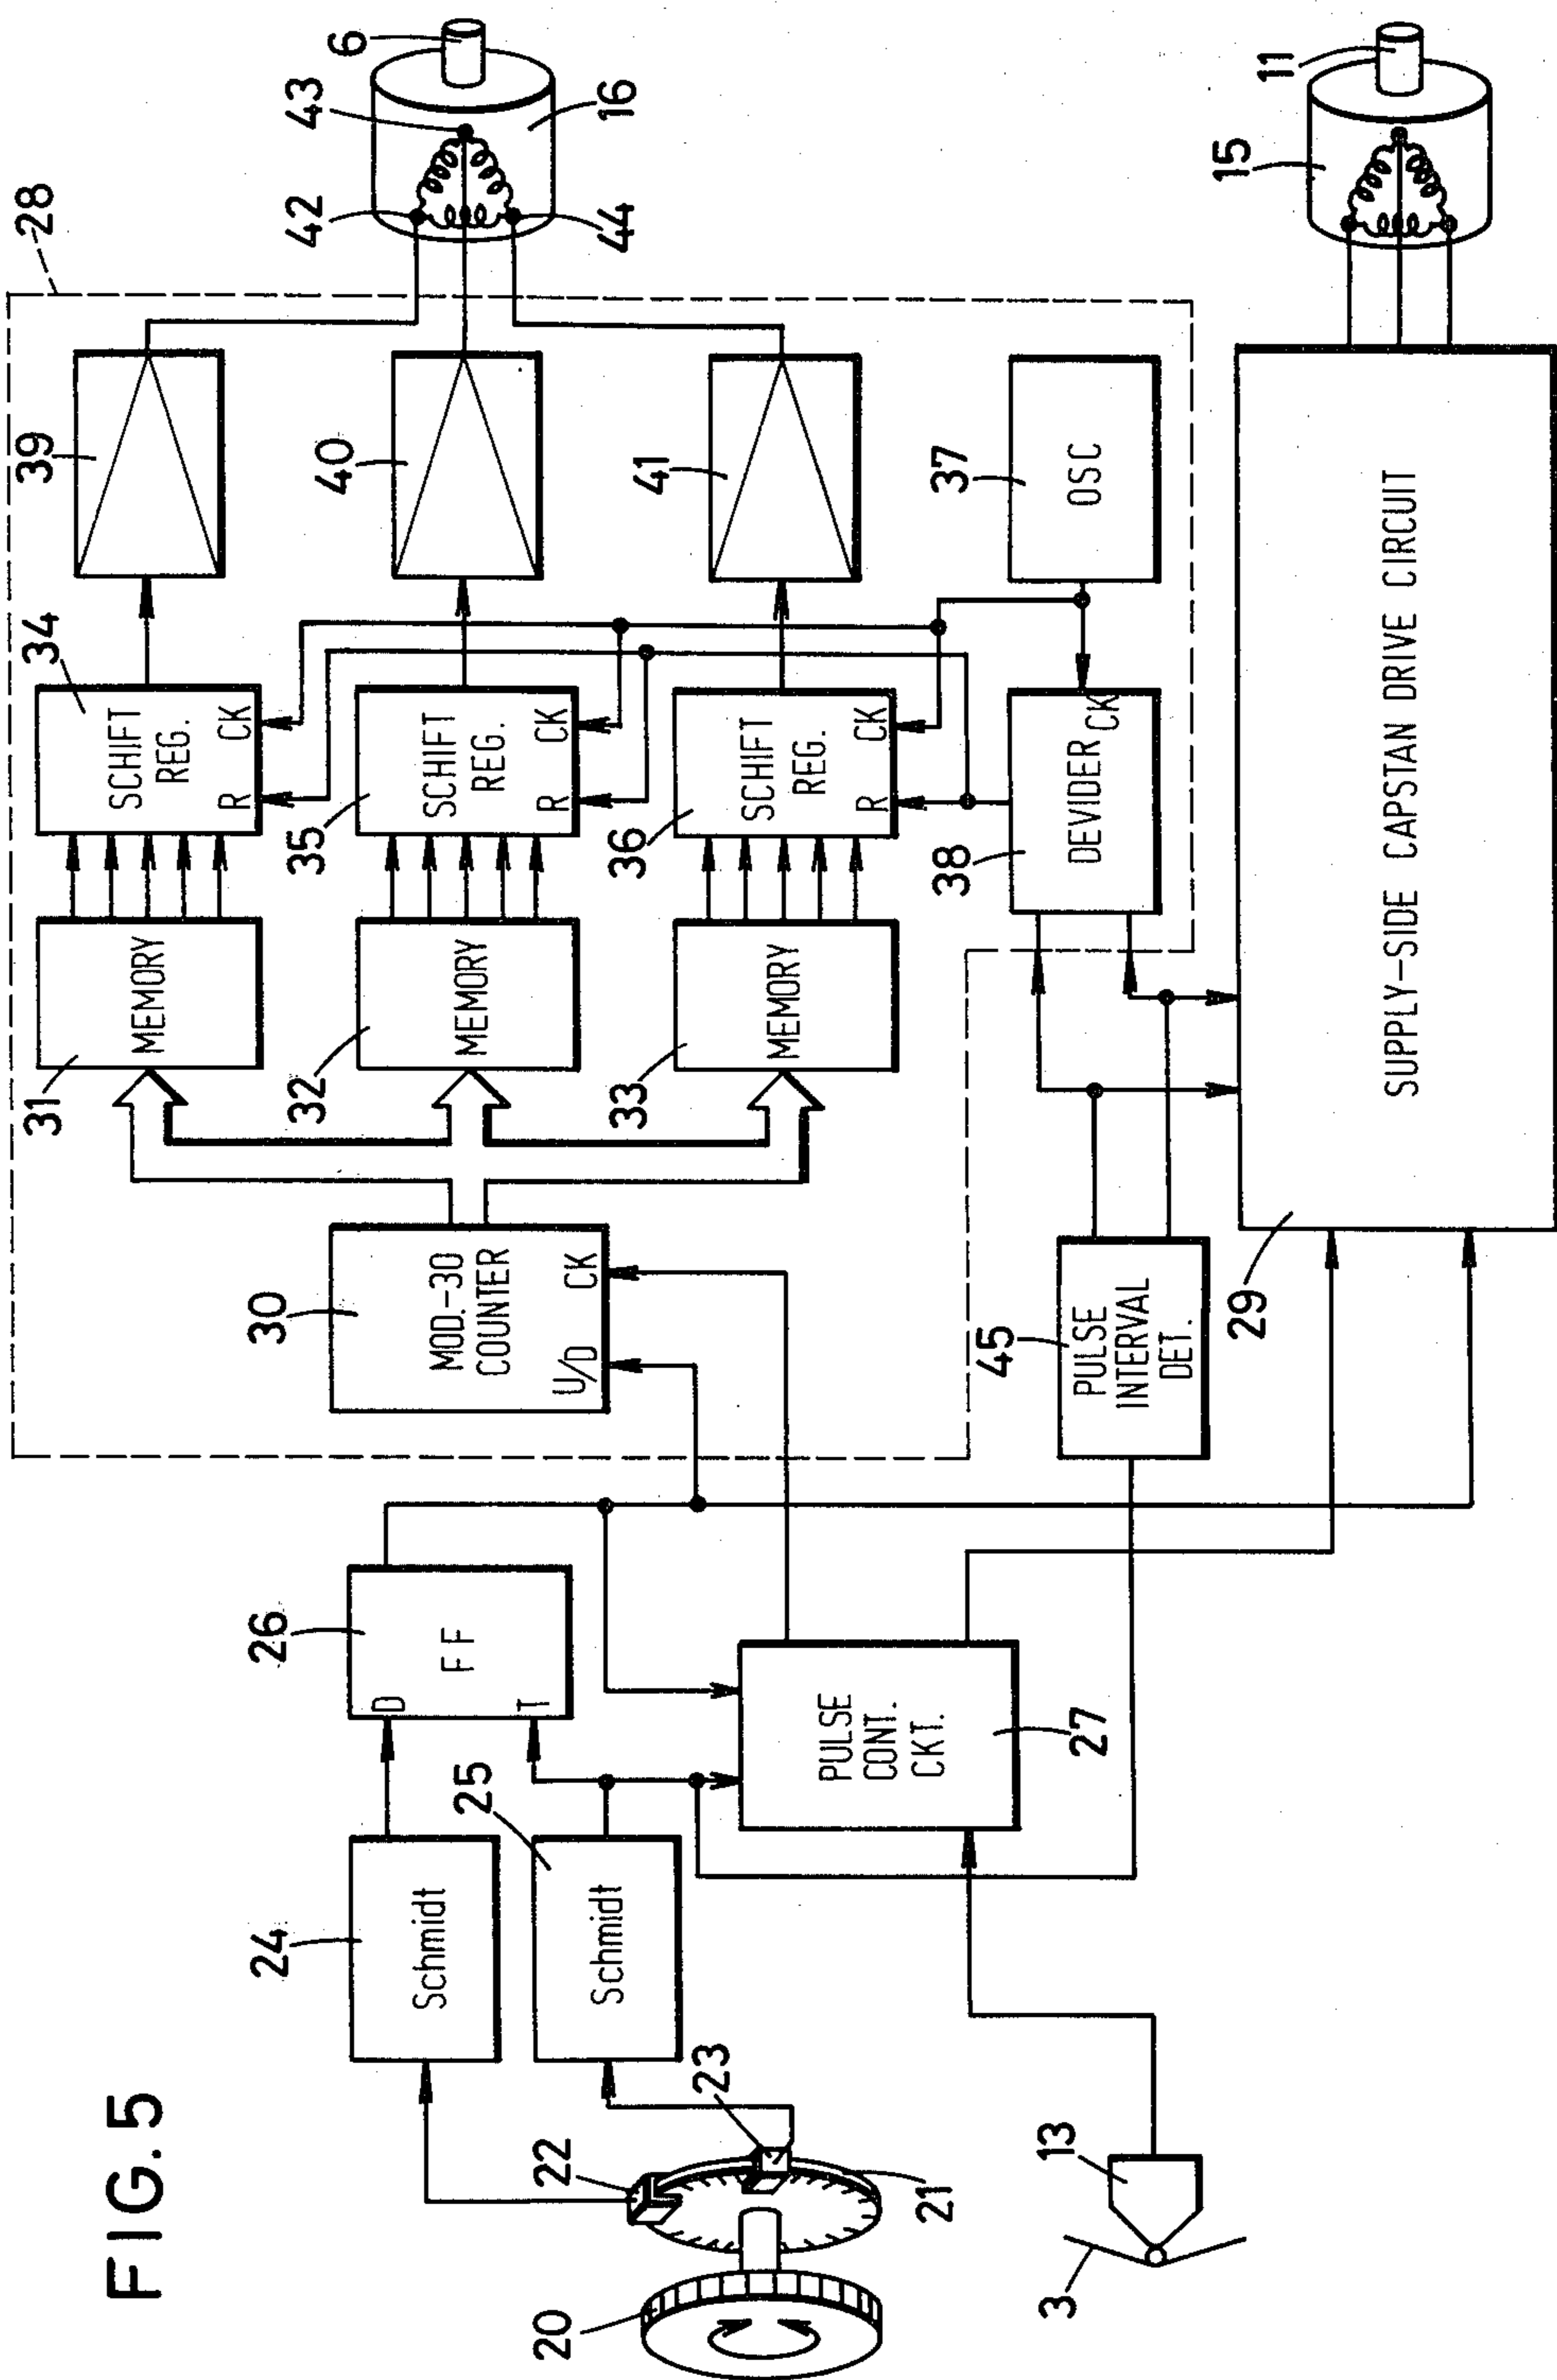 FIG. 5
20
21
22
23
3
13
24
Schmidt
25
Schmidt
26
D
FF
T
27
PULSE
CONT.
CKT.
28
30
MOD.-30
COUNTER
U/D
CK
45
PULSE
INTERVAL
DET.
29
SUPPLY-SIDE CAPSTAN DRIVE CIRCUIT
31
MEMORY
32
MEMORY
33
MEMORY
34
SCHIFT
REG.
R
CK
35
SCHIFT
REG.
R
CK
36
SCHIFT
REG.
R
CK
38
DEVIDER
CK
37
OSC
39
40
41
42
43
44
6
16
15
11